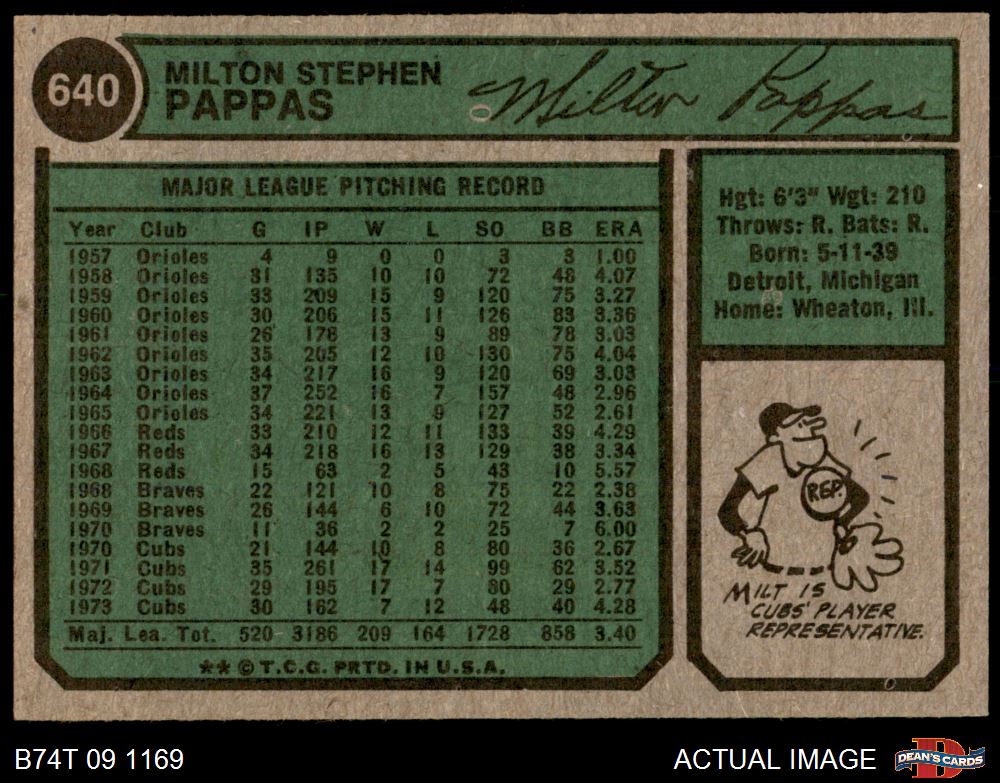 640
MILTON STEPHEN
PAPPAS
Milton Pappas
MAJOR LEAGUE PITCHING RECORD
Year Club G IP W L SO BB ERA
1957 Orioles 4 9 0 0 3 3 1.00
1958 Orioles 31 135 10 10 72 48 4.07
1959 Orioles 33 209 15 9 120 75 3.27
1960 Orioles 30 206 15 11 126 83 3.36
1961 Orioles 26 178 13 9 89 78 3.03
1962 Orioles 35 205 12 10 130 75 4.04
1963 Orioles 34 217 16 9 120 69 3.03
1964 Orioles 37 252 16 7 157 48 2.96
1965 Orioles 34 221 13 9 127 52 2.61
1966 Reds 33 210 12 11 133 39 4.29
1967 Reds 34 218 16 13 129 38 3.34
1968 Reds 15 63 2 5 43 10 5.57
1968 Braves 22 121 10 8 75 22 2.38
1969 Braves 26 144 6 10 72 44 3.63
1970 Braves 11 36 2 2 25 7 6.00
1970 Cubs 21 144 10 8 80 36 2.67
1971 Cubs 35 261 17 14 99 62 3.52
1972 Cubs 29 195 17 7 80 29 2.77
1973 Cubs 30 162 7 12 48 40 4.28
Maj. Lea. Tot. 520 3186 209 164 1728 858 3.40
** © T.C.G. PRTD. IN U.S.A.
Hgt: 6'3" Wgt: 210
Throws: R. Bats: R.
Born: 5-11-39
Detroit, Michigan
Home: Wheaton, Ill.
REP.
MILT IS
CUBS' PLAYER
REPRESENTATIVE.
B74T 09 1169
ACTUAL IMAGE
D
DEAN'S CARDS